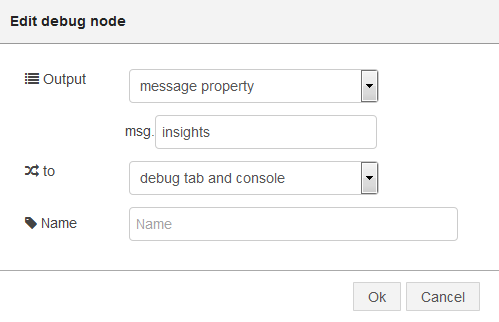 Edit debug node
Output message property
msg. insights
to debug tab and console
Name Name
Ok Cancel